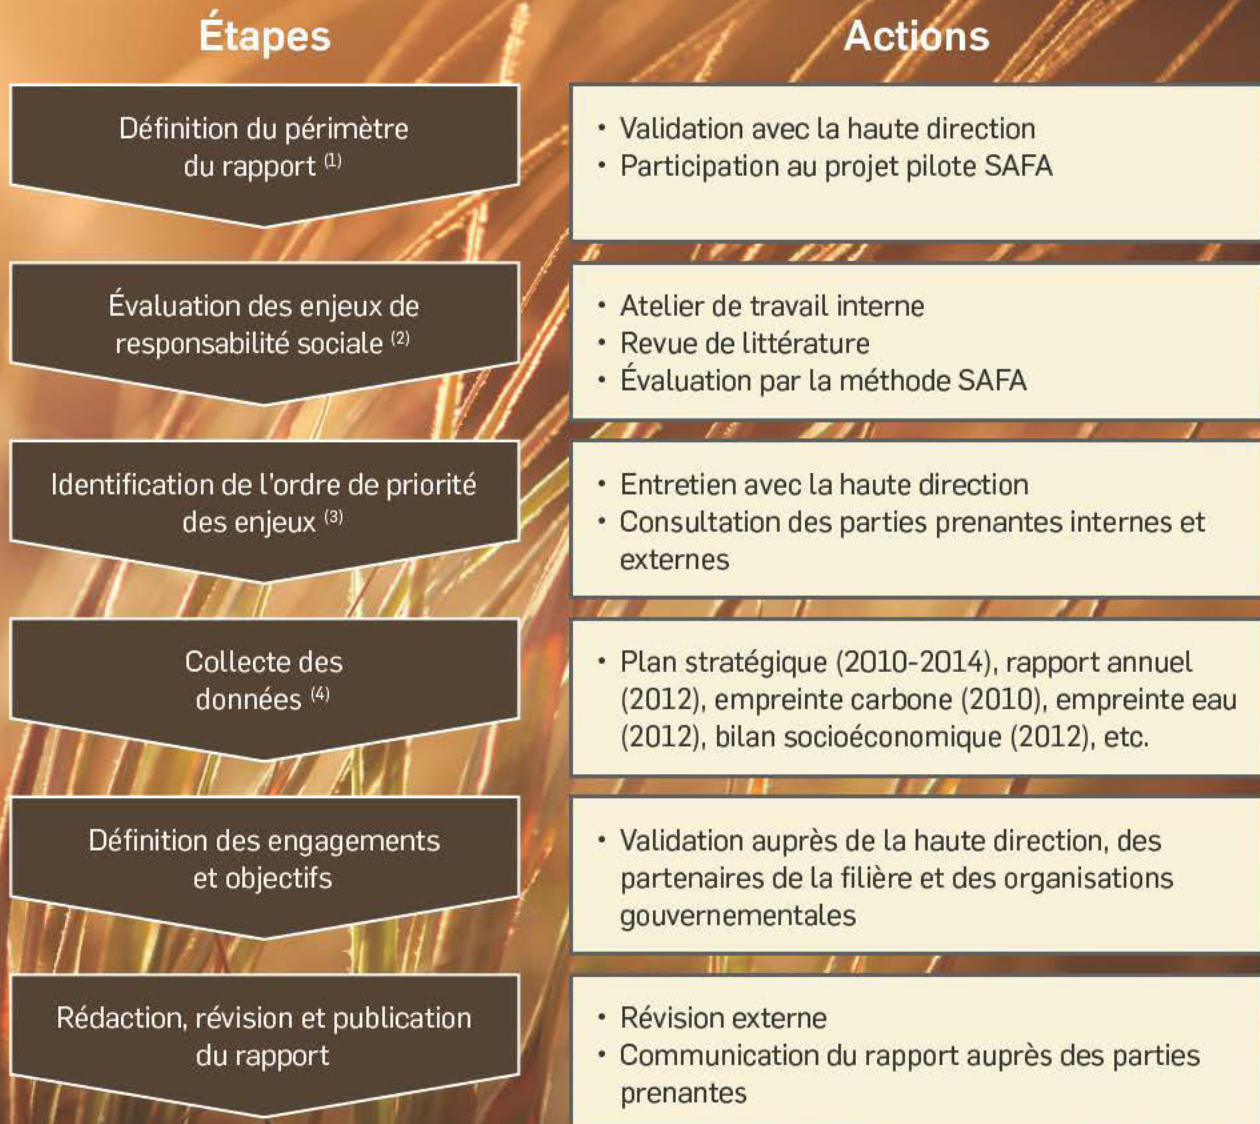 Étapes
Actions
Définition du périmètre
du rapport (1)
• Validation avec la haute direction
• Participation au projet pilote SAFA
Évaluation des enjeux de
responsabilité sociale (2)
• Atelier de travail interne
• Revue de littérature
• Évaluation par la méthode SAFA
Identification de l'ordre de priorité
des enjeux (3)
• Entretien avec la haute direction
• Consultation des parties prenantes internes et
externes
Collecte des
données (4)
• Plan stratégique (2010-2014), rapport annuel
(2012), empreinte carbone (2010), empreinte eau
(2012), bilan socioéconomique (2012), etc.
Définition des engagements
et objectifs
• Validation auprès de la haute direction, des
partenaires de la filière et des organisations
gouvernementales
Rédaction, révision et publication
du rapport
• Révision externe
• Communication du rapport auprès des parties
prenantes